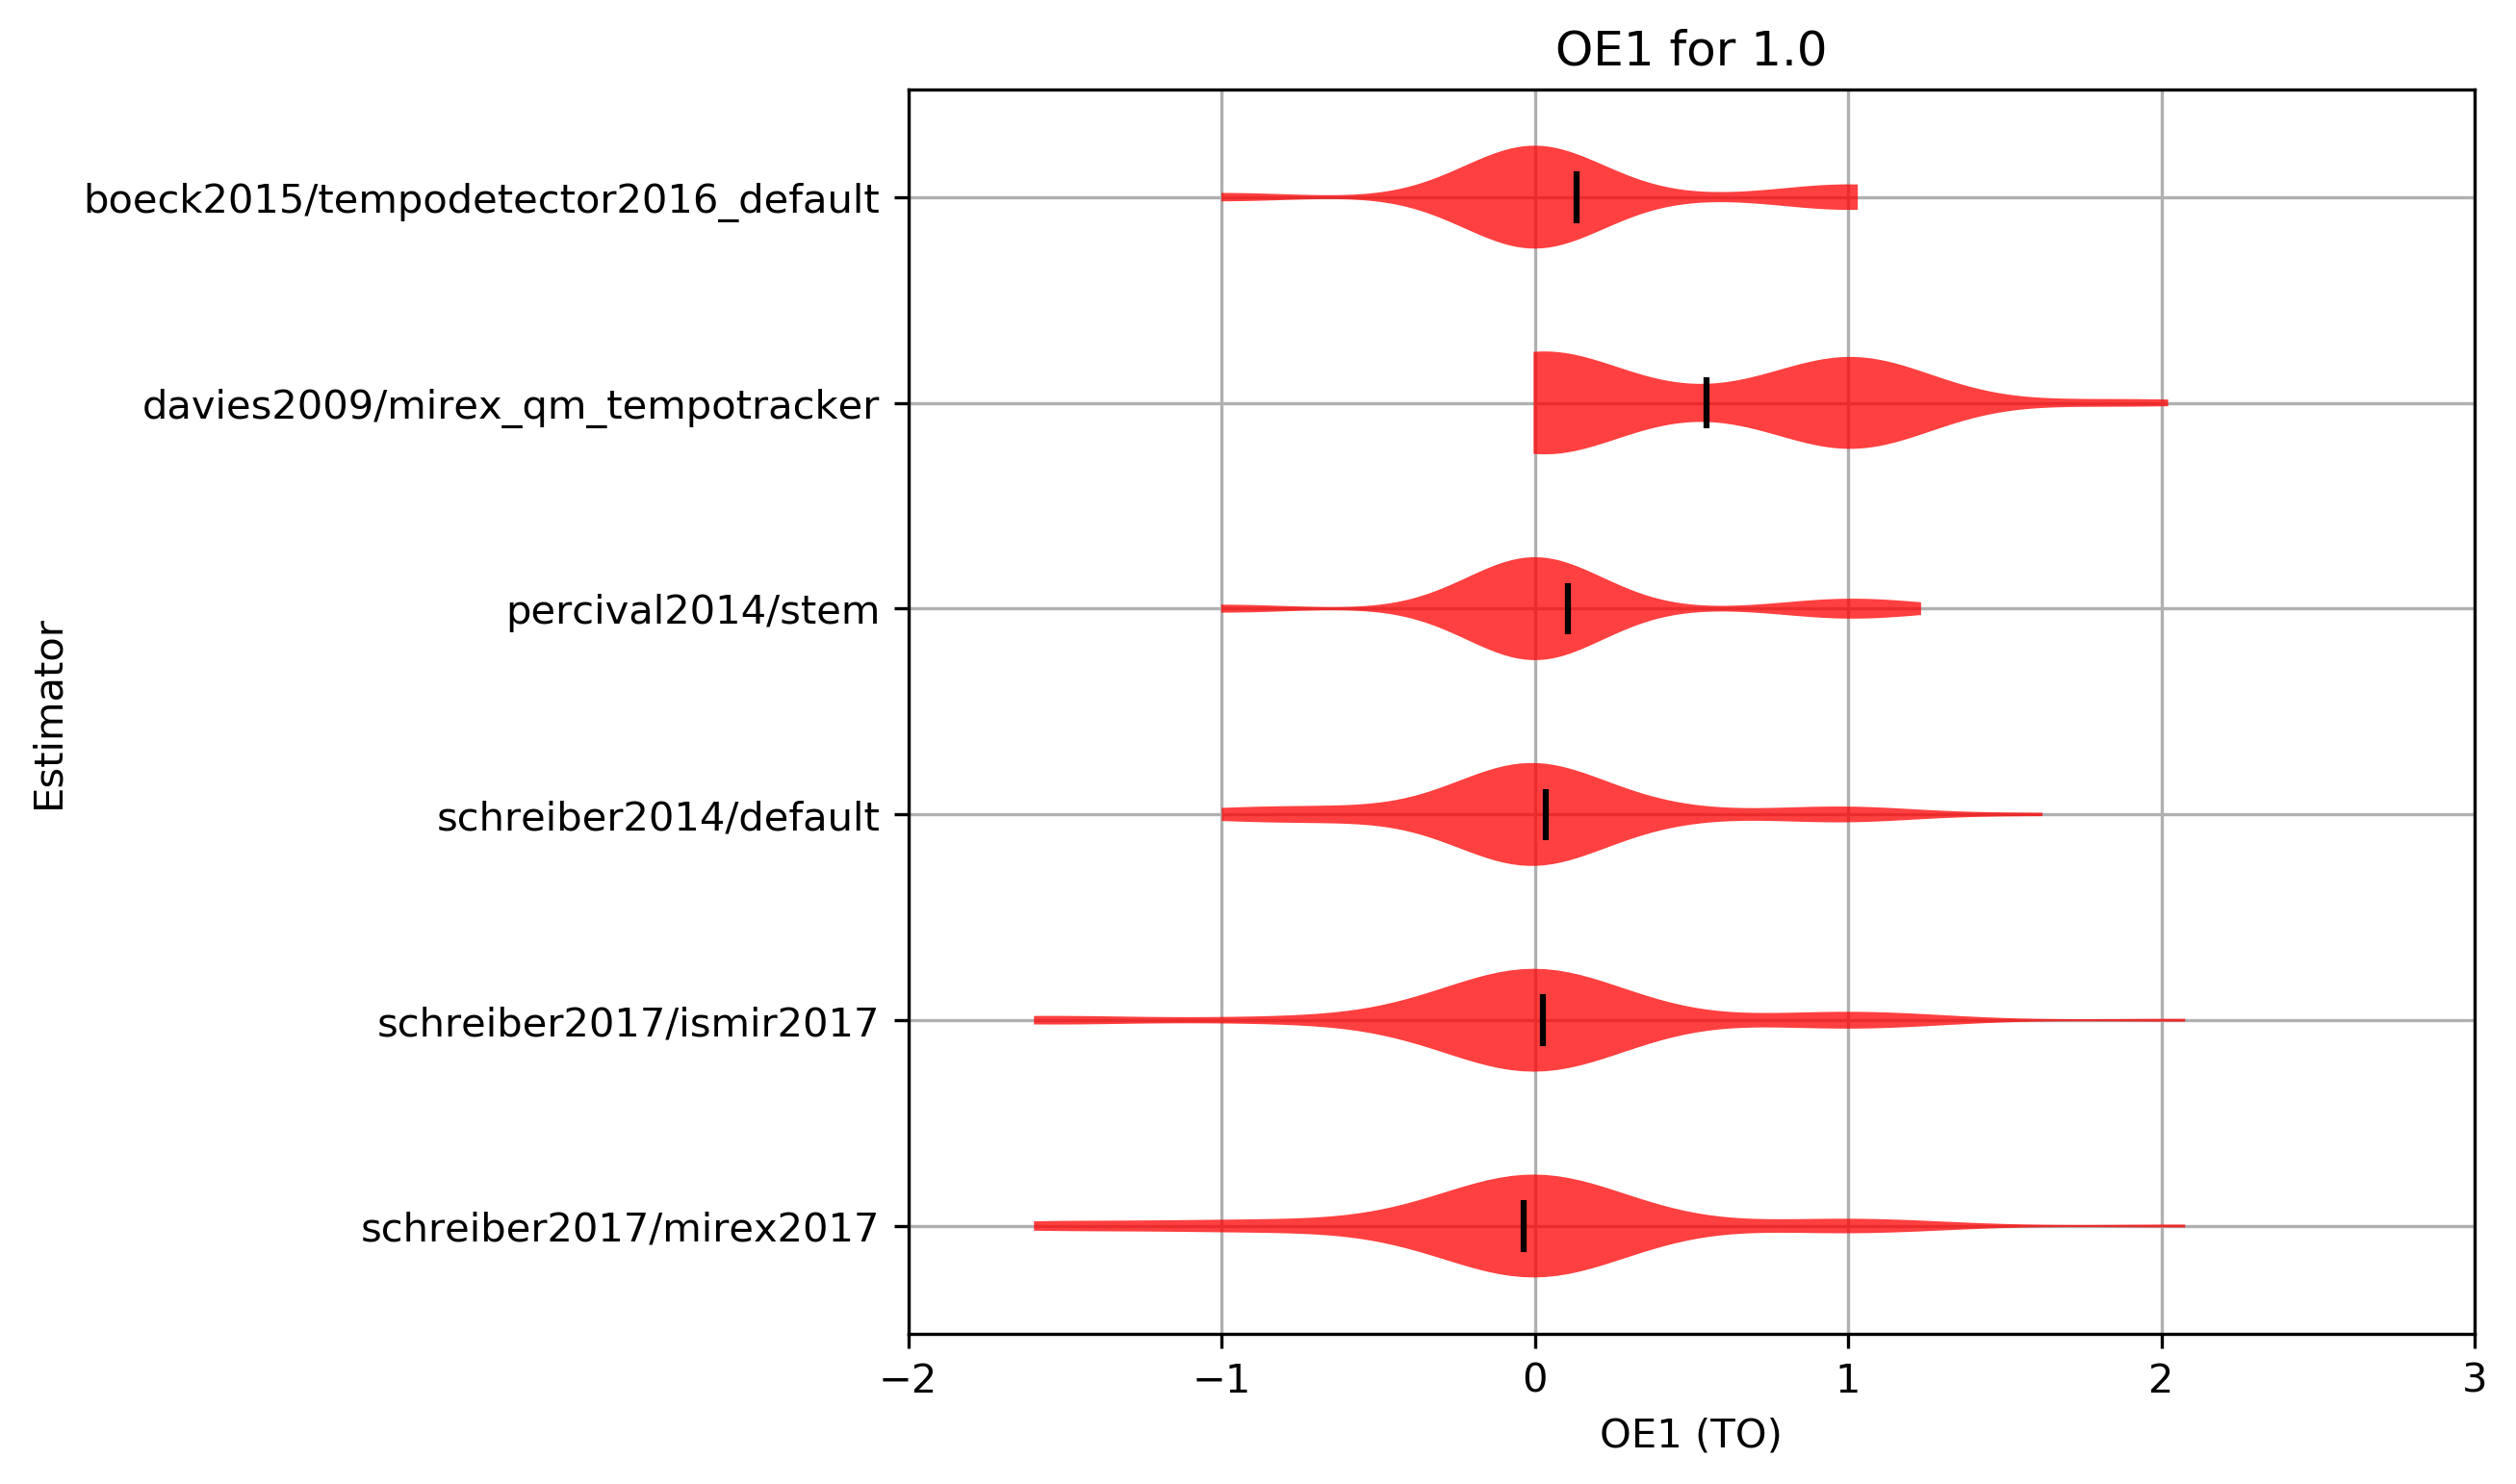 OE1 for 1.0
boeck2015/tempodetector2016_default
davies2009/mirex_qm_tempotracker
percival2014/stem
schreiber2014/default
schreiber2017/ismir2017
schreiber2017/mirex2017
Estimator
−2 −1 0 1 2 3
OE1 (TO)